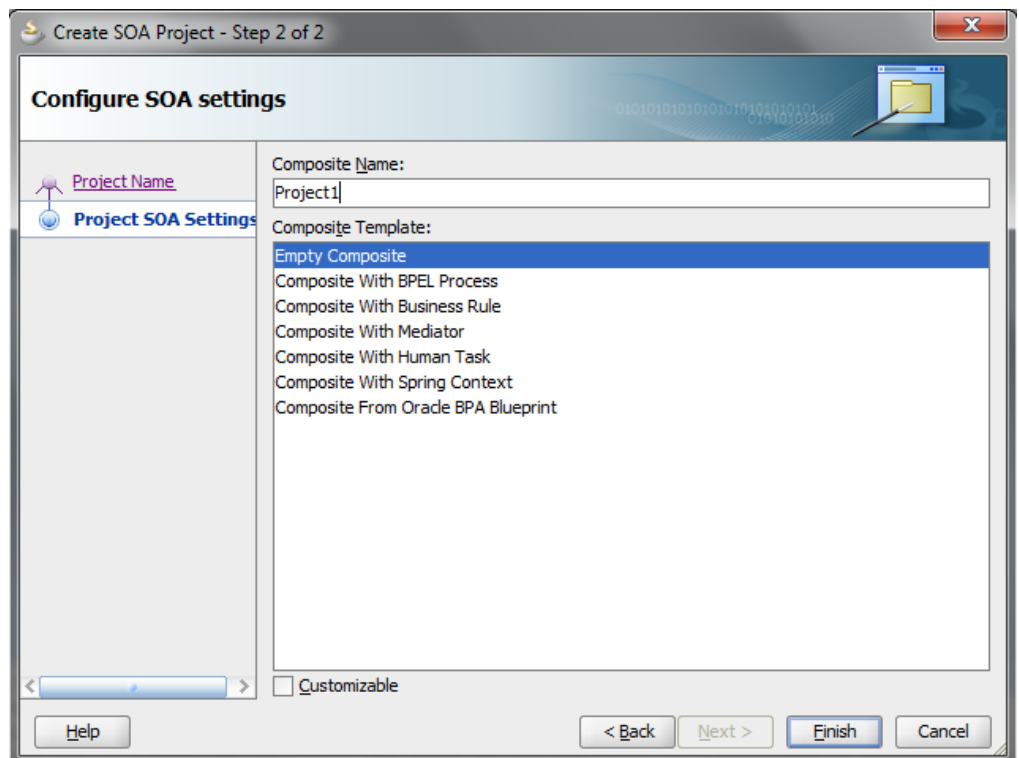 Create SOA Project - Step 2 of 2
Configure SOA settings
Project Name
Project SOA Settings
Composite Name:
Project1
Composite Template:
Empty Composite
Composite With BPEL Process
Composite With Business Rule
Composite With Mediator
Composite With Human Task
Composite With Spring Context
Composite From Oracle BPA Blueprint
Customizable
Help
< Back
Next >
Finish
Cancel